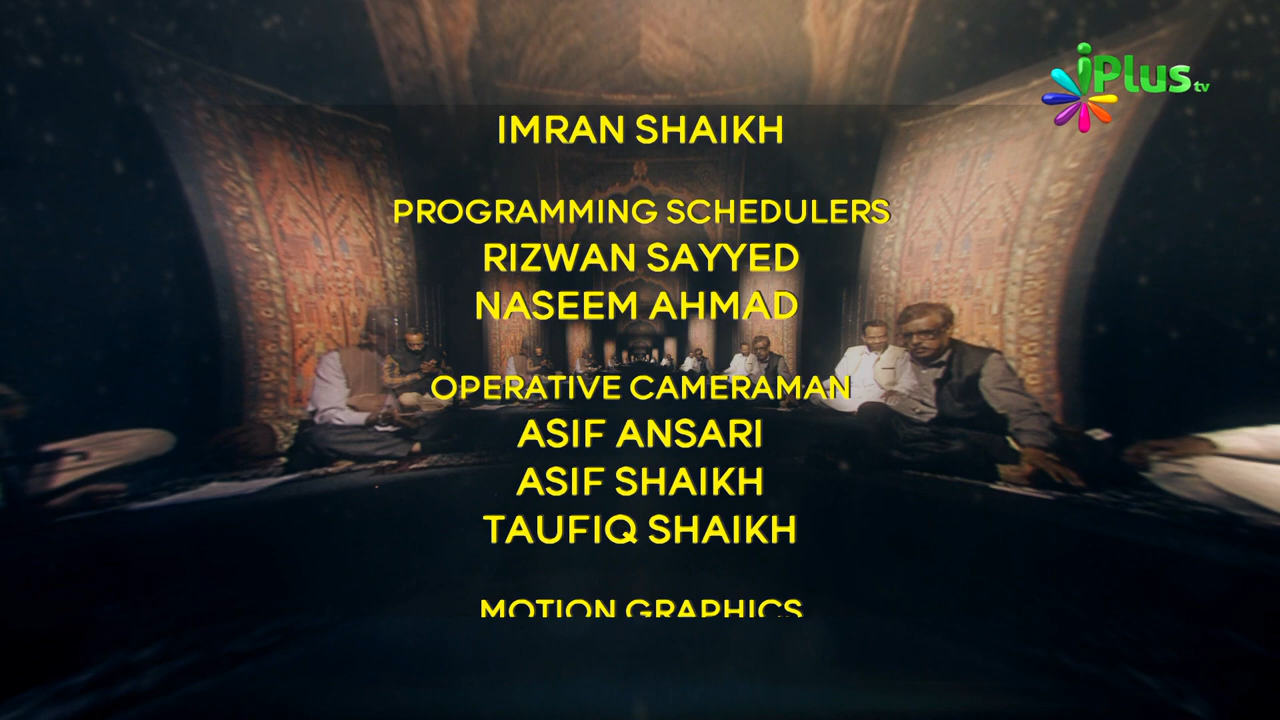 iPlus tv
IMRAN SHAIKH
PROGRAMMING SCHEDULERS
RIZWAN SAYYED
NASEEM AHMAD
OPERATIVE CAMERAMAN
ASIF ANSARI
ASIF SHAIKH
TAUFIQ SHAIKH
MOTION GRAPHICS